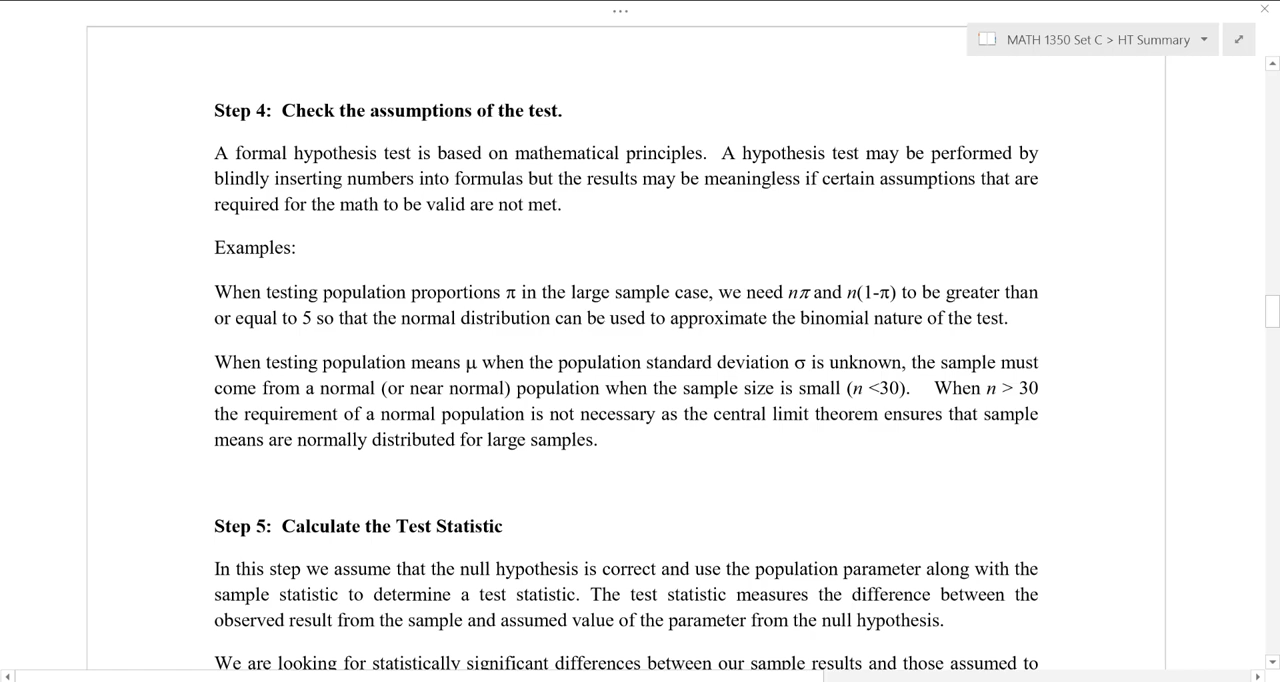 MATH 1350 Set C > HT Summary
Step 4: Check the assumptions of the test.
A formal hypothesis test is based on mathematical principles. A hypothesis test may be performed by
blindly inserting numbers into formulas but the results may be meaningless if certain assumptions that are
required for the math to be valid are not met.
Examples:
When testing population proportions π in the large sample case, we need nπ and n(1-π) to be greater than
or equal to 5 so that the normal distribution can be used to approximate the binomial nature of the test.
When testing population means μ when the population standard deviation σ is unknown, the sample must
come from a normal (or near normal) population when the sample size is small (n <30). When n > 30
the requirement of a normal population is not necessary as the central limit theorem ensures that sample
means are normally distributed for large samples.
Step 5: Calculate the Test Statistic
In this step we assume that the null hypothesis is correct and use the population parameter along with the
sample statistic to determine a test statistic. The test statistic measures the difference between the
observed result from the sample and assumed value of the parameter from the null hypothesis.
We are looking for statistically significant differences between our sample results and those assumed to